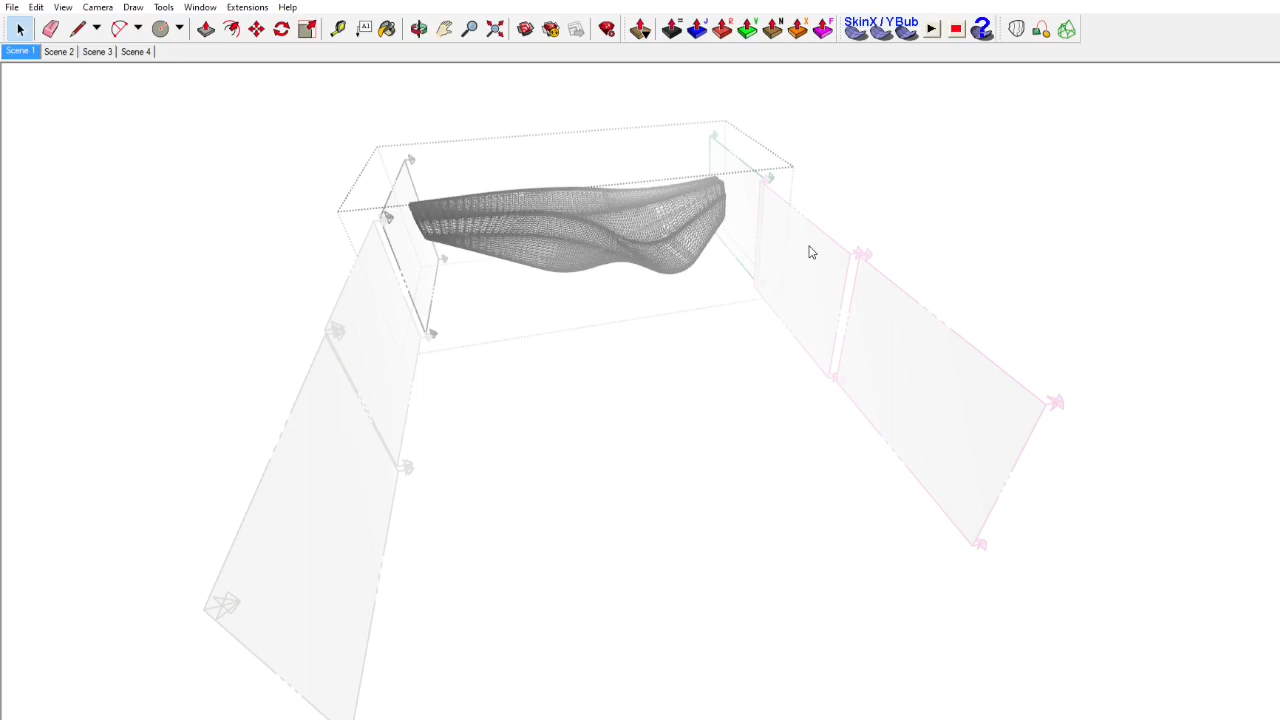 File Edit View Camera Draw Tools Window Extensions Help
A1 = J R V N X F SkinX / YBub ?
Scene 1 Scene 2 Scene 3 Scene 4